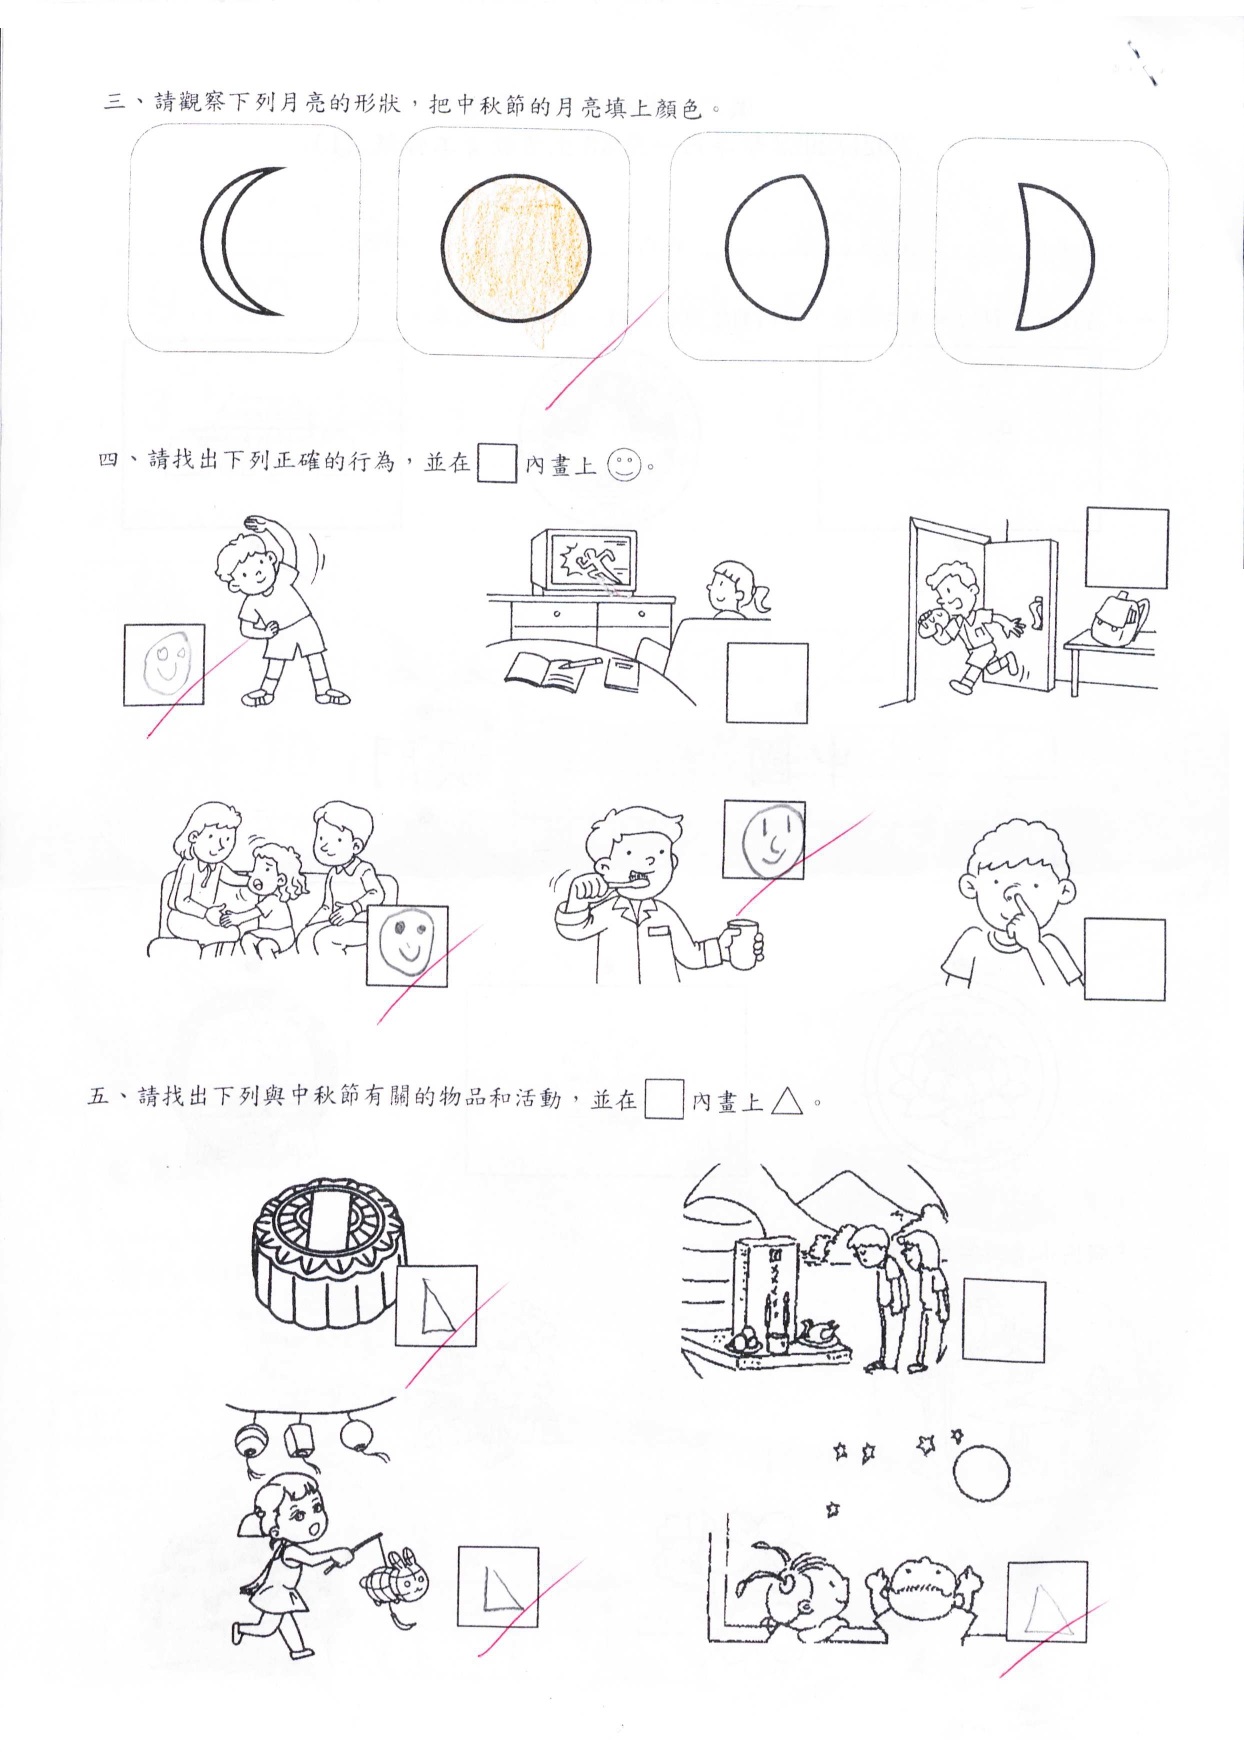 三、請觀察下列月亮的形狀，把中秋節的月亮填上顏色。
四、請找出下列正確的行為，並在□內畫上☺。
五、請找出下列與中秋節有關的物品和活動，並在□內畫上△。